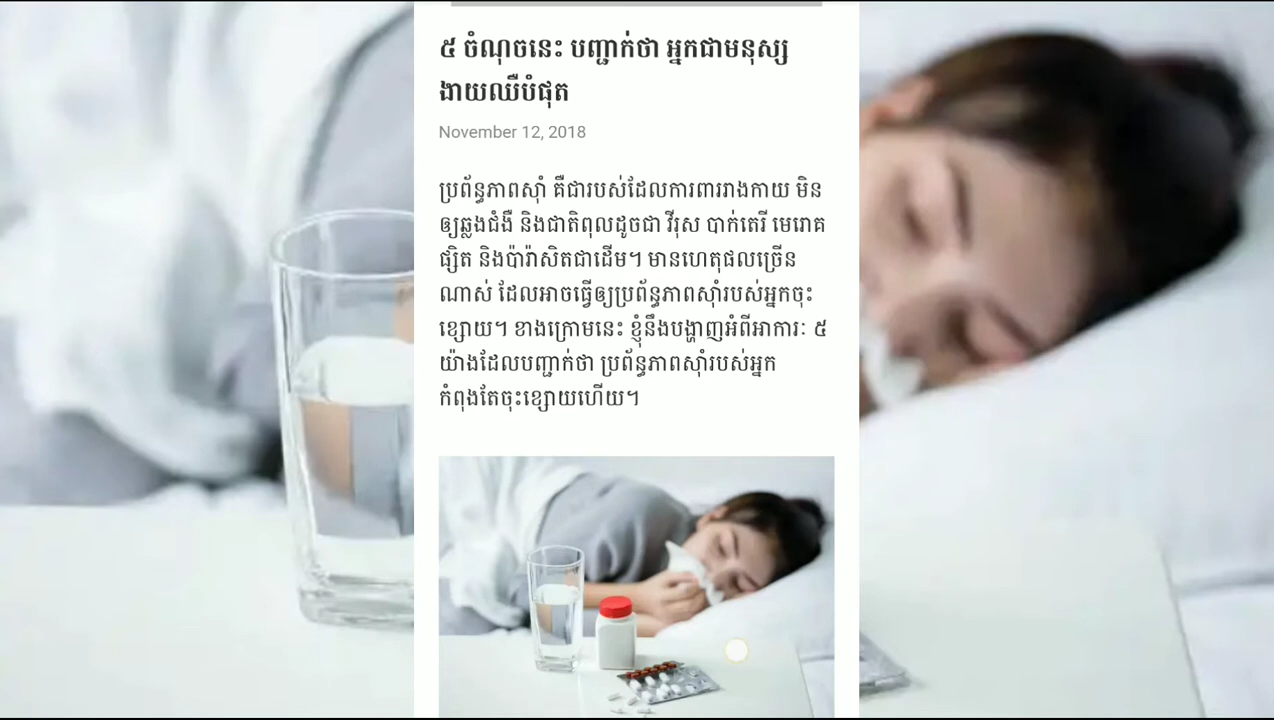 ៥ ចំណុចនេះ បញ្ជាក់ថា អ្នកជាមនុស្ស
ងាយឈឺបំផុត
November 12, 2018
ប្រព័ន្ធភាពស៊ាំ គឺជារបស់ដែលការពាររាងកាយ មិន
ឲ្យឆ្លងជំងឺ និងជាតិពុលដូចជា វីរុស បាក់តេរី មេរោគ
ផ្សិត និងប៉ារ៉ាសិតជាដើម។ មានហេតុផលច្រើន
ណាស់ ដែលអាចធ្វើឲ្យប្រព័ន្ធភាពស៊ាំរបស់អ្នកចុះ
ខ្សោយ។ ខាងក្រោមនេះ ខ្ញុំនឹងបង្ហាញអំពីអាការៈ ៥
យ៉ាងដែលបញ្ជាក់ថា ប្រព័ន្ធភាពស៊ាំរបស់អ្នក
កំពុងតែចុះខ្សោយហើយ។